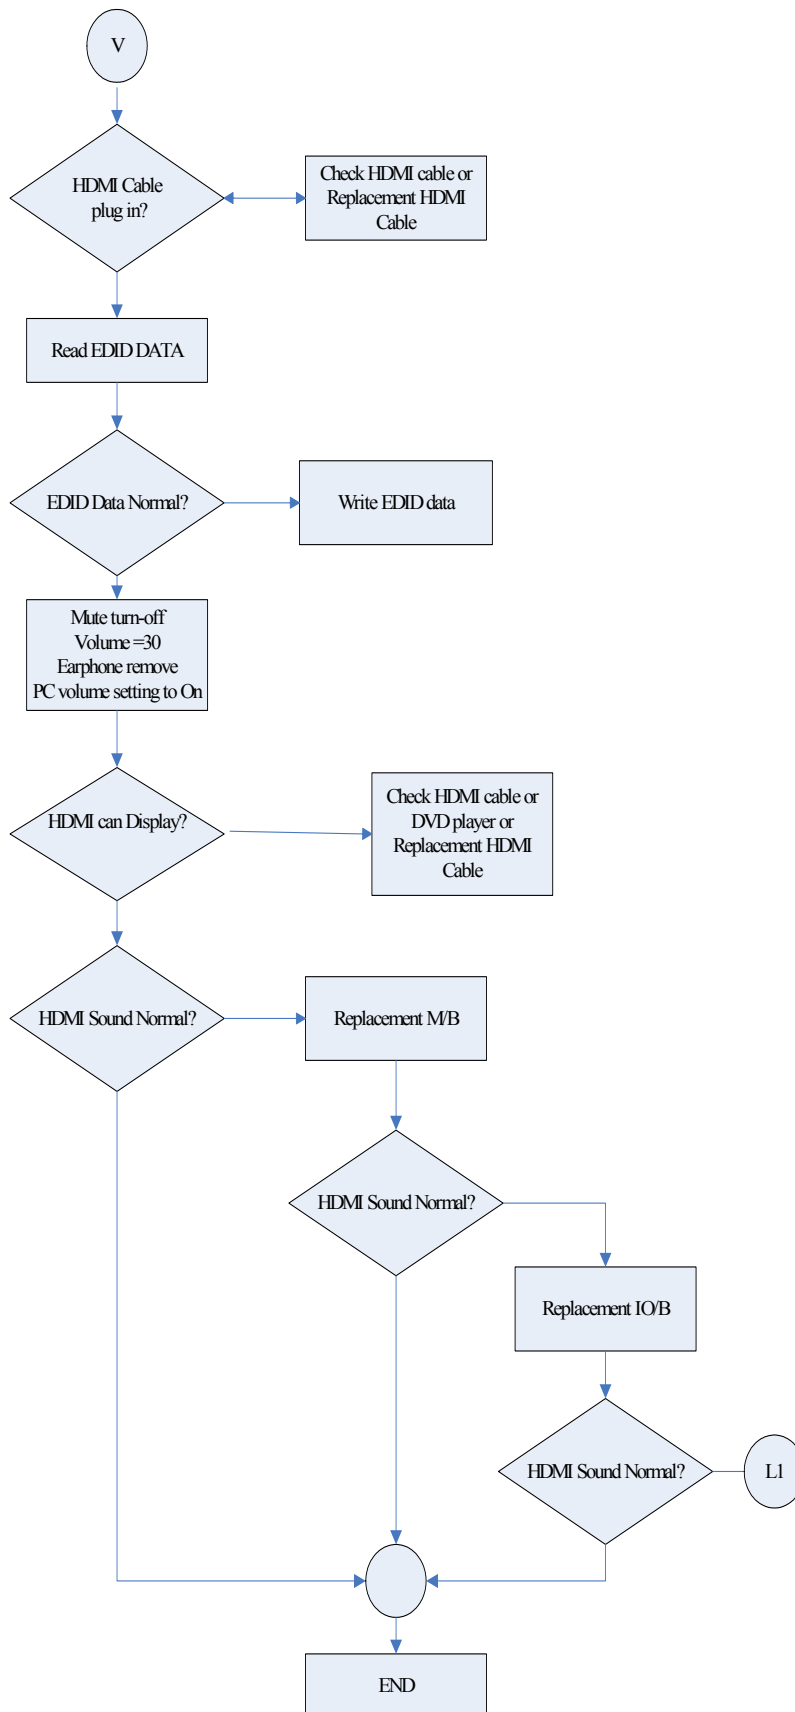 V
HDMI Cable
plug in?
Check HDMI cable or
Replacement HDMI
Cable
Read EDID DATA
EDID Data Normal?
Write EDID data
Mute turn-off
Volume =30
Earphone remove
PC volume setting to On
HDMI can Display?
Check HDMI cable or
DVD player or
Replacement HDMI
Cable
HDMI Sound Normal?
Replacement M/B
HDMI Sound Normal?
Replacement IO/B
HDMI Sound Normal?
L1
END